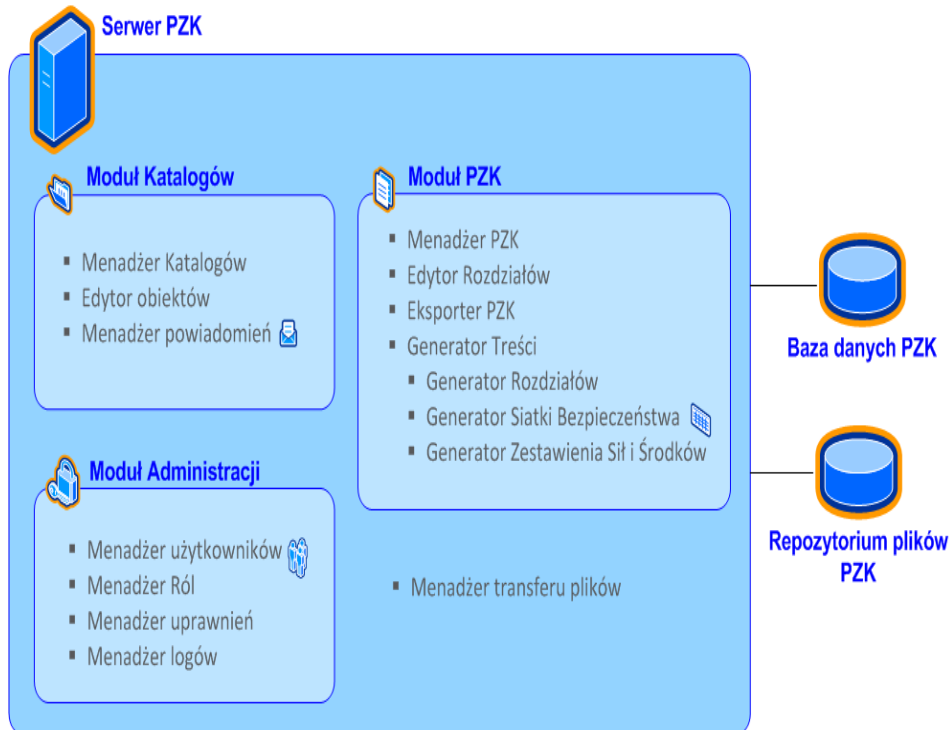 Serwer PZK
Moduł Katalogów
Menadżer Katalogów
Edytor obiektów
Menadżer powiadomień
Moduł PZK
Menadżer PZK
Edytor Rozdziałów
Eksporter PZK
Generator Treści
Generator Rozdziałów
Generator Siatki Bezpieczeństwa
Generator Zestawienia Sił i Środków
Moduł Administracji
Menadżer użytkowników
Menadżer Ról
Menadżer uprawnień
Menadżer logów
Menadżer transferu plików
Baza danych PZK
Repozytorium plików
PZK